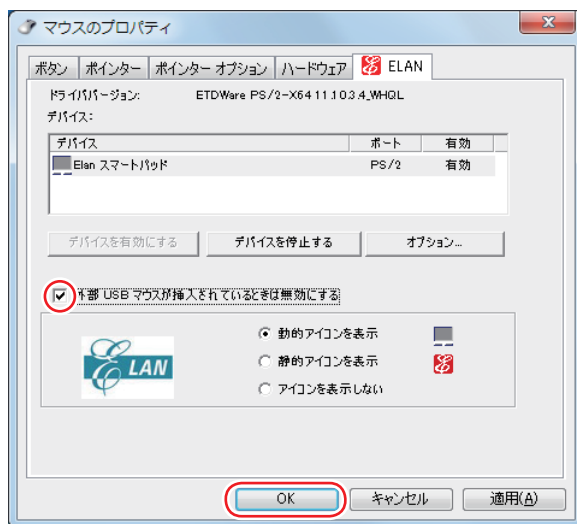 マウスのプロパティ
ボタン ポインター ポインター オプション ハードウェア ELAN
ドライババージョン: ETDWare PS/2-X64 11.10.3.4_WHQL
デバイス:
デバイス ポート 有効
Elan スマートパッド PS/2 有効
デバイスを有効にする デバイスを停止する オプション...
外部 USB マウスが挿入されているときは無効にする
動的アイコンを表示
ELAN 静的アイコンを表示
アイコンを表示しない
OK キャンセル 適用(A)